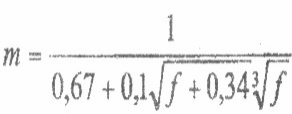 1
m = 0,67 + 0,1√f + 0,34∛f